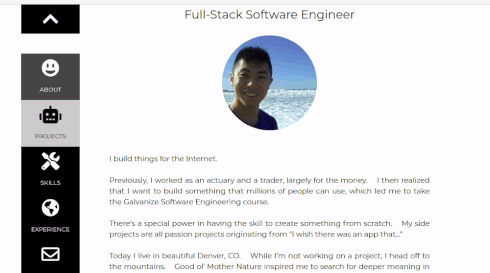 Full-Stack Software Engineer
ABOUT
PROJECTS
SKILLS
EXPERIENCE
I build things for the Internet.
Previously, I worked as an actuary and a trader, largely for the money. I then realized
that I want to build something that millions of people can use, which led me to take
the Galvanize Software Engineering course.
There's a special power in having the skill to create something from scratch. My side
projects are all passion projects originating from "I wish there was an app that..."
Today I live in beautiful Denver, CO. While I'm not working on a project, I head off to
the mountains. Good ol' Mother Nature inspired me to search for deeper meaning in